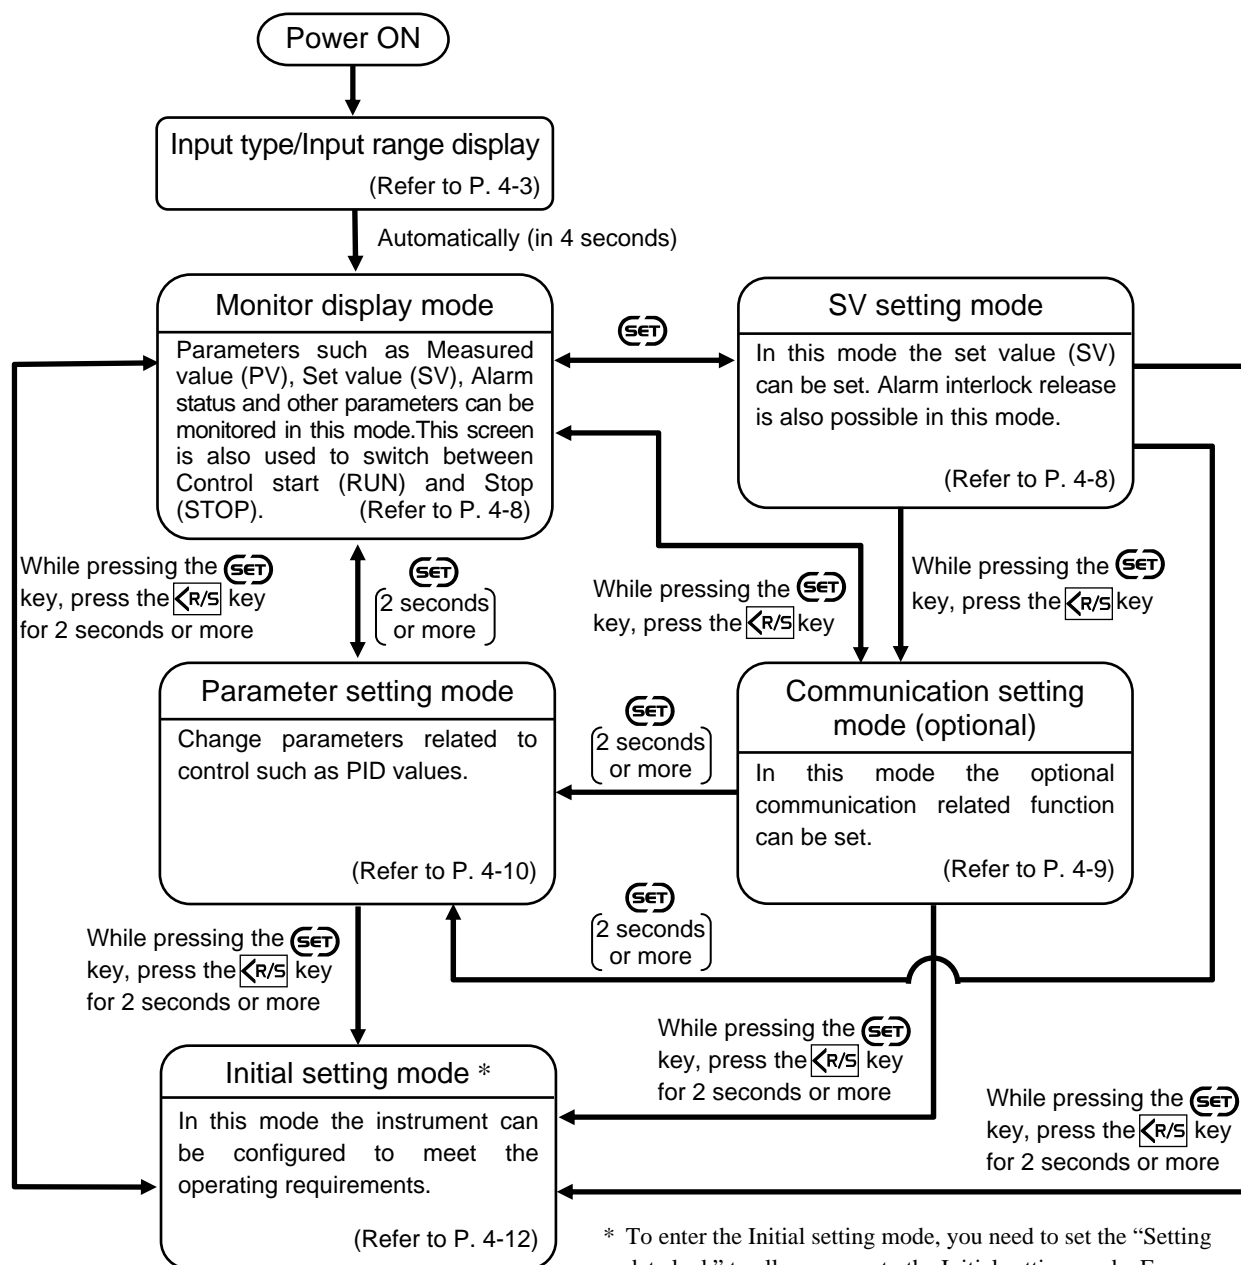 Power ON
Input type/Input range display
(Refer to P. 4-3)
Automatically (in 4 seconds)
Monitor display mode
Parameters such as Measured
value (PV), Set value (SV), Alarm
status and other parameters can be
monitored in this mode.This screen
is also used to switch between
Control start (RUN) and Stop
(STOP). (Refer to P. 4-8)
SET
SV setting mode
In this mode the set value (SV)
can be set. Alarm interlock release
is also possible in this mode.
(Refer to P. 4-8)
While pressing the SET
key, press the <R/S key
for 2 seconds or more
SET
2 seconds
or more
While pressing the SET
key, press the <R/S key
While pressing the SET
key, press the <R/S key
Parameter setting mode
Change parameters related to
control such as PID values.
(Refer to P. 4-10)
SET
2 seconds
or more
Communication setting
mode (optional)
In this mode the optional
communication related function
can be set.
(Refer to P. 4-9)
SET
2 seconds
or more
While pressing the SET
key, press the <R/S key
for 2 seconds or more
While pressing the SET
key, press the <R/S key
for 2 seconds or more
While pressing the SET
key, press the <R/S key
for 2 seconds or more
Initial setting mode *
In this mode the instrument can
be configured to meet the
operating requirements.
(Refer to P. 4-12)
* To enter the Initial setting mode, you need to set the “Setting